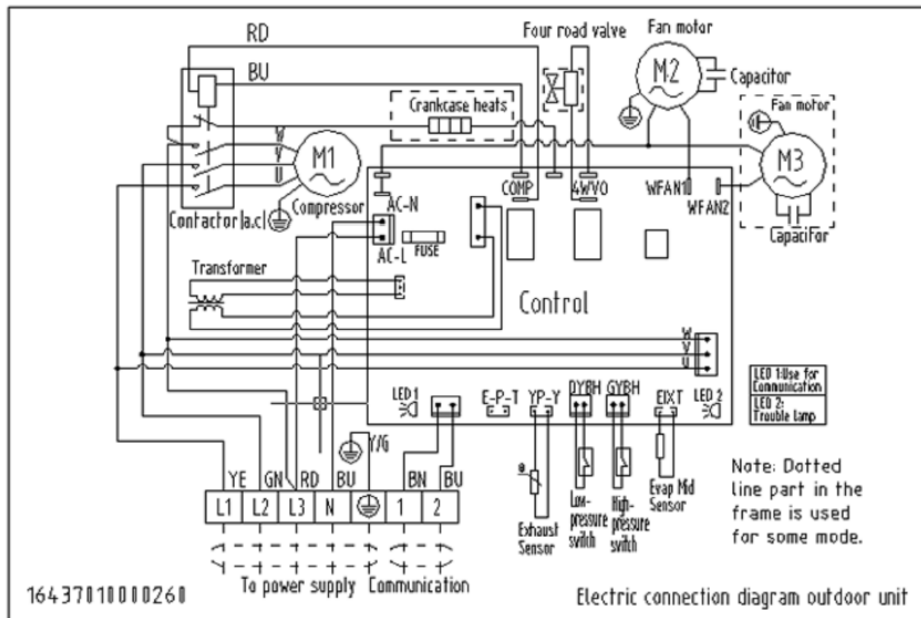 RD
Four road valve
Fan motor
BU
M2
Capacitor
Crankcase heats
Fan motor
W
V
U
M1
M3
COMP
4WVO
WFAN1
WFAN2
Contactor(a.c)
Compressor
AC-N
Capacitor
AC-L
FUSE
Transformer
Control
W
V
U
LED 1:Use for
Communication
LED 2:
Trouble lamp
LED 1
E-P-T
YP-Y
DYBH
GYBH
EIXT
LED 2
Y/G
YE
GN
RD
BU
BN
BU
L1
L2
L3
N
1
2
Exhaust
Sensor
Low-
pressure
switch
High-
pressure
switch
Evap Mid
Sensor
Note: Dotted
line part in the
frame is used
for some mode.
To power supply
Communication
16437010000260
Electric connection diagram outdoor unit